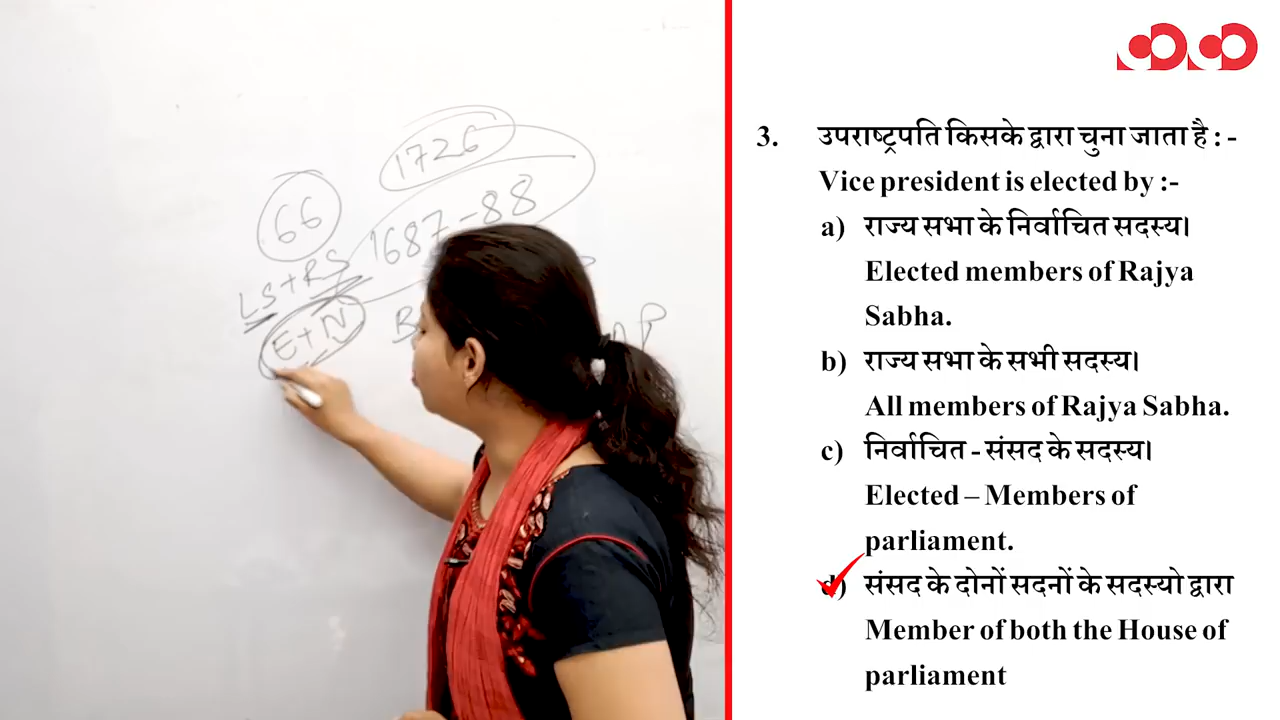 1726
66
1687-88
LS+RS
E+N
3. उपराष्ट्रपति किसके द्वारा चुना जाता है : -
Vice president is elected by :-
a) राज्य सभा के निर्वाचित सदस्य।
Elected members of Rajya
Sabha.
b) राज्य सभा के सभी सदस्य।
All members of Rajya Sabha.
c) निर्वाचित - संसद के सदस्य।
Elected – Members of
parliament.
d) संसद के दोनों सदनों के सदस्यो द्वारा
Member of both the House of
parliament